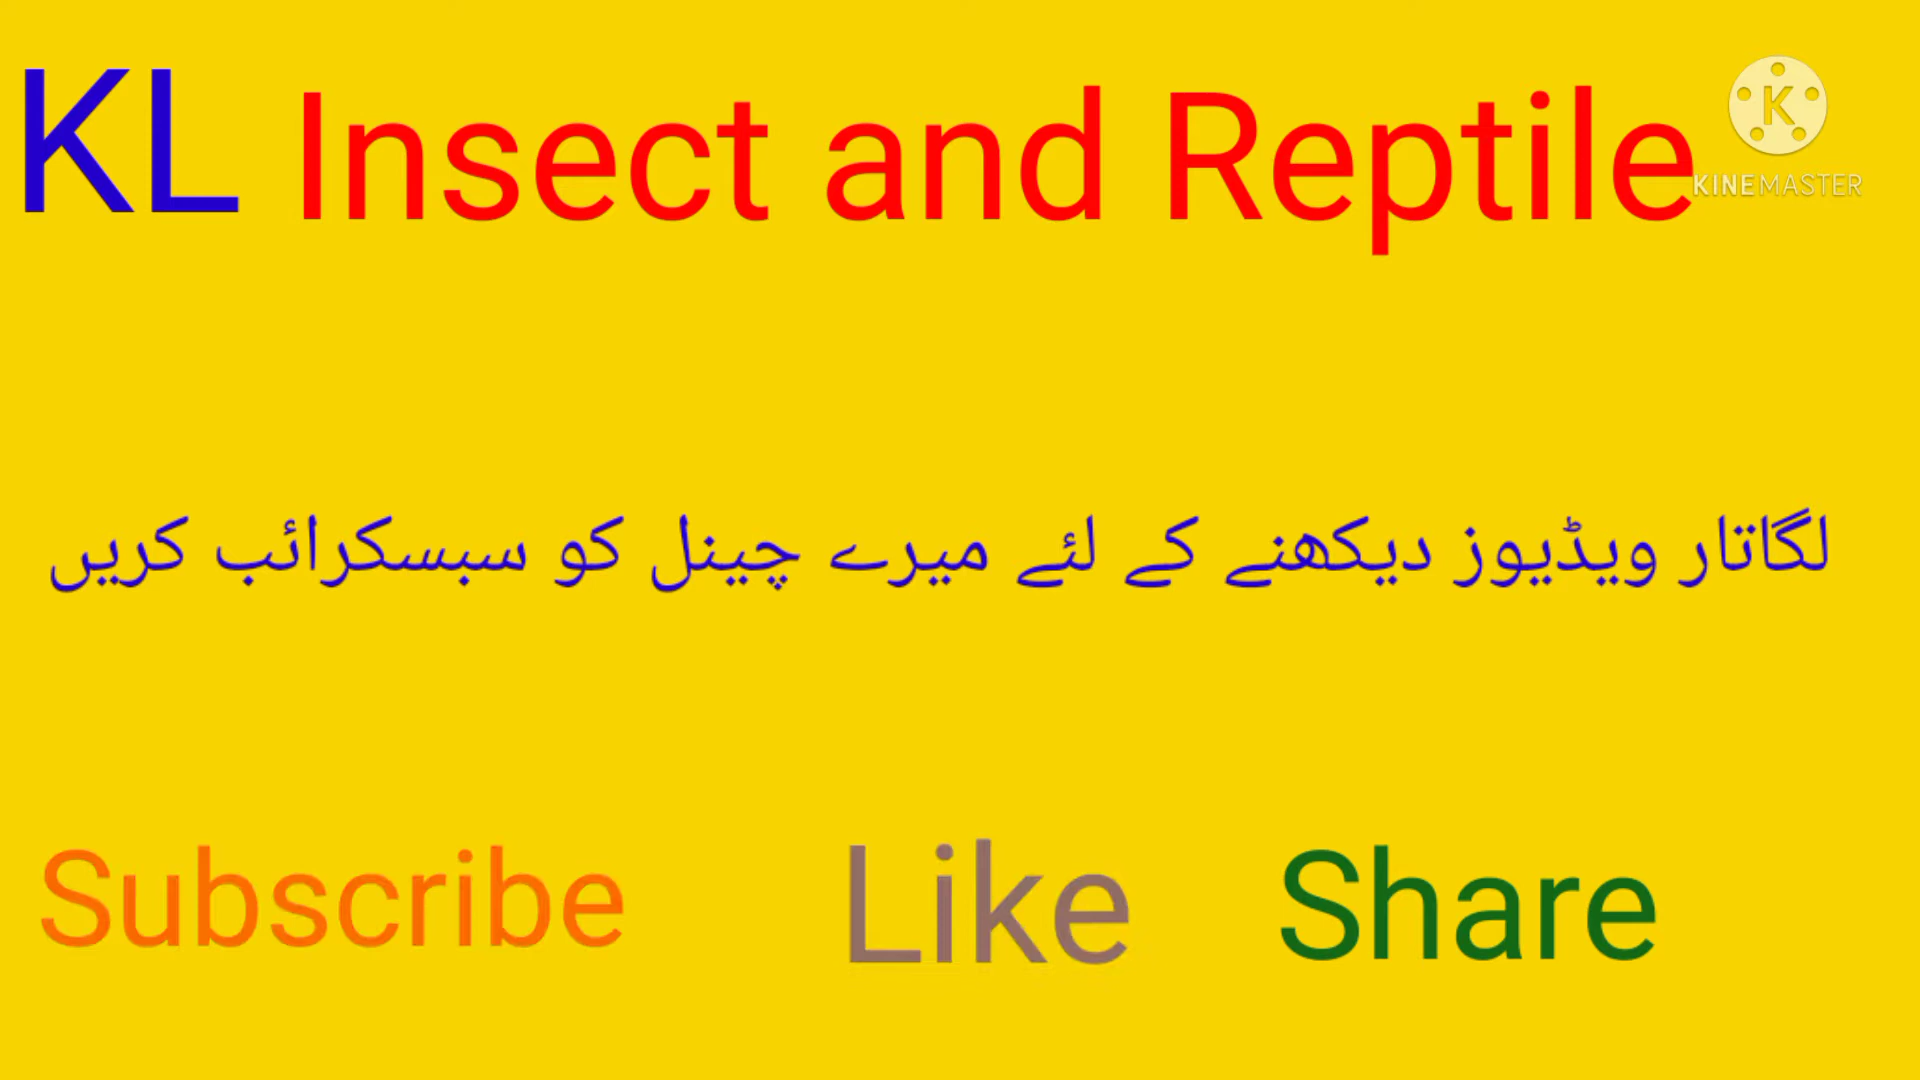 KL Insect and Reptile
KINEMASTER
لگاتار ویڈیوز دیکھنے کے لئے میرے چینل کو سبسکرائب کریں
Subscribe Like Share